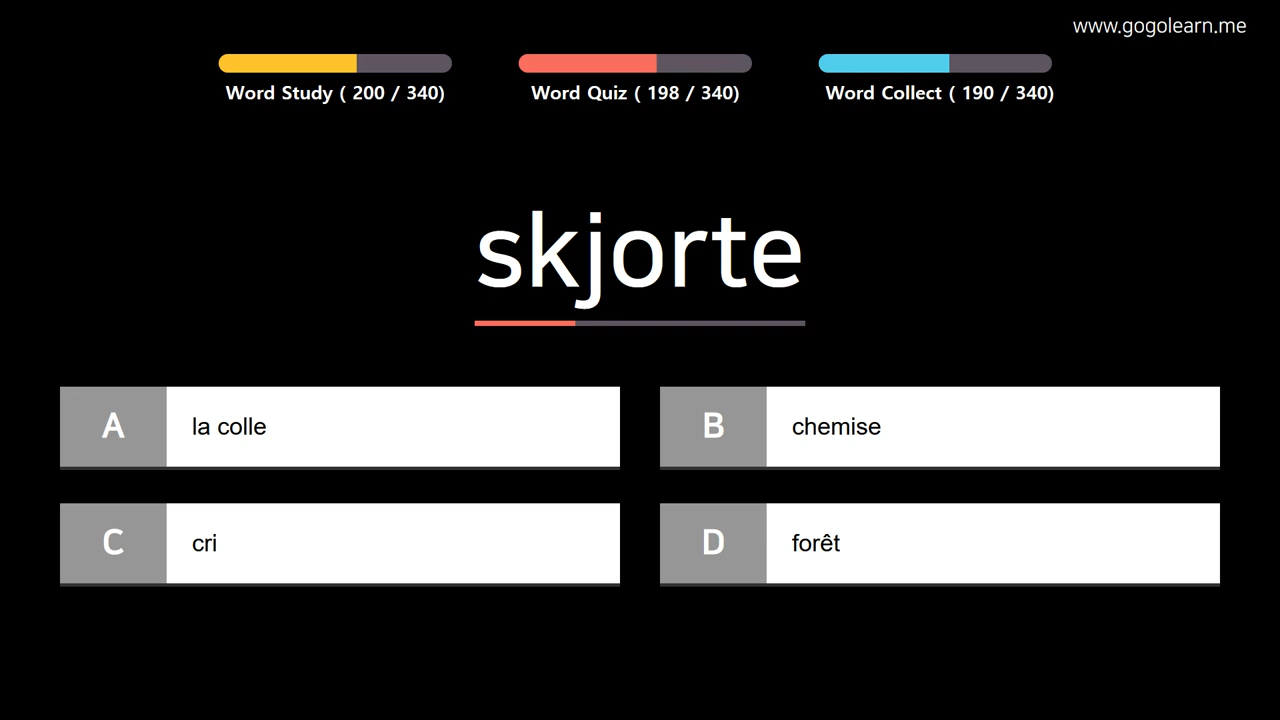 www.gogolearn.me
Word Study ( 200 / 340)
Word Quiz ( 198 / 340)
Word Collect ( 190 / 340)
skjorte
A la colle
B chemise
C cri
D forêt